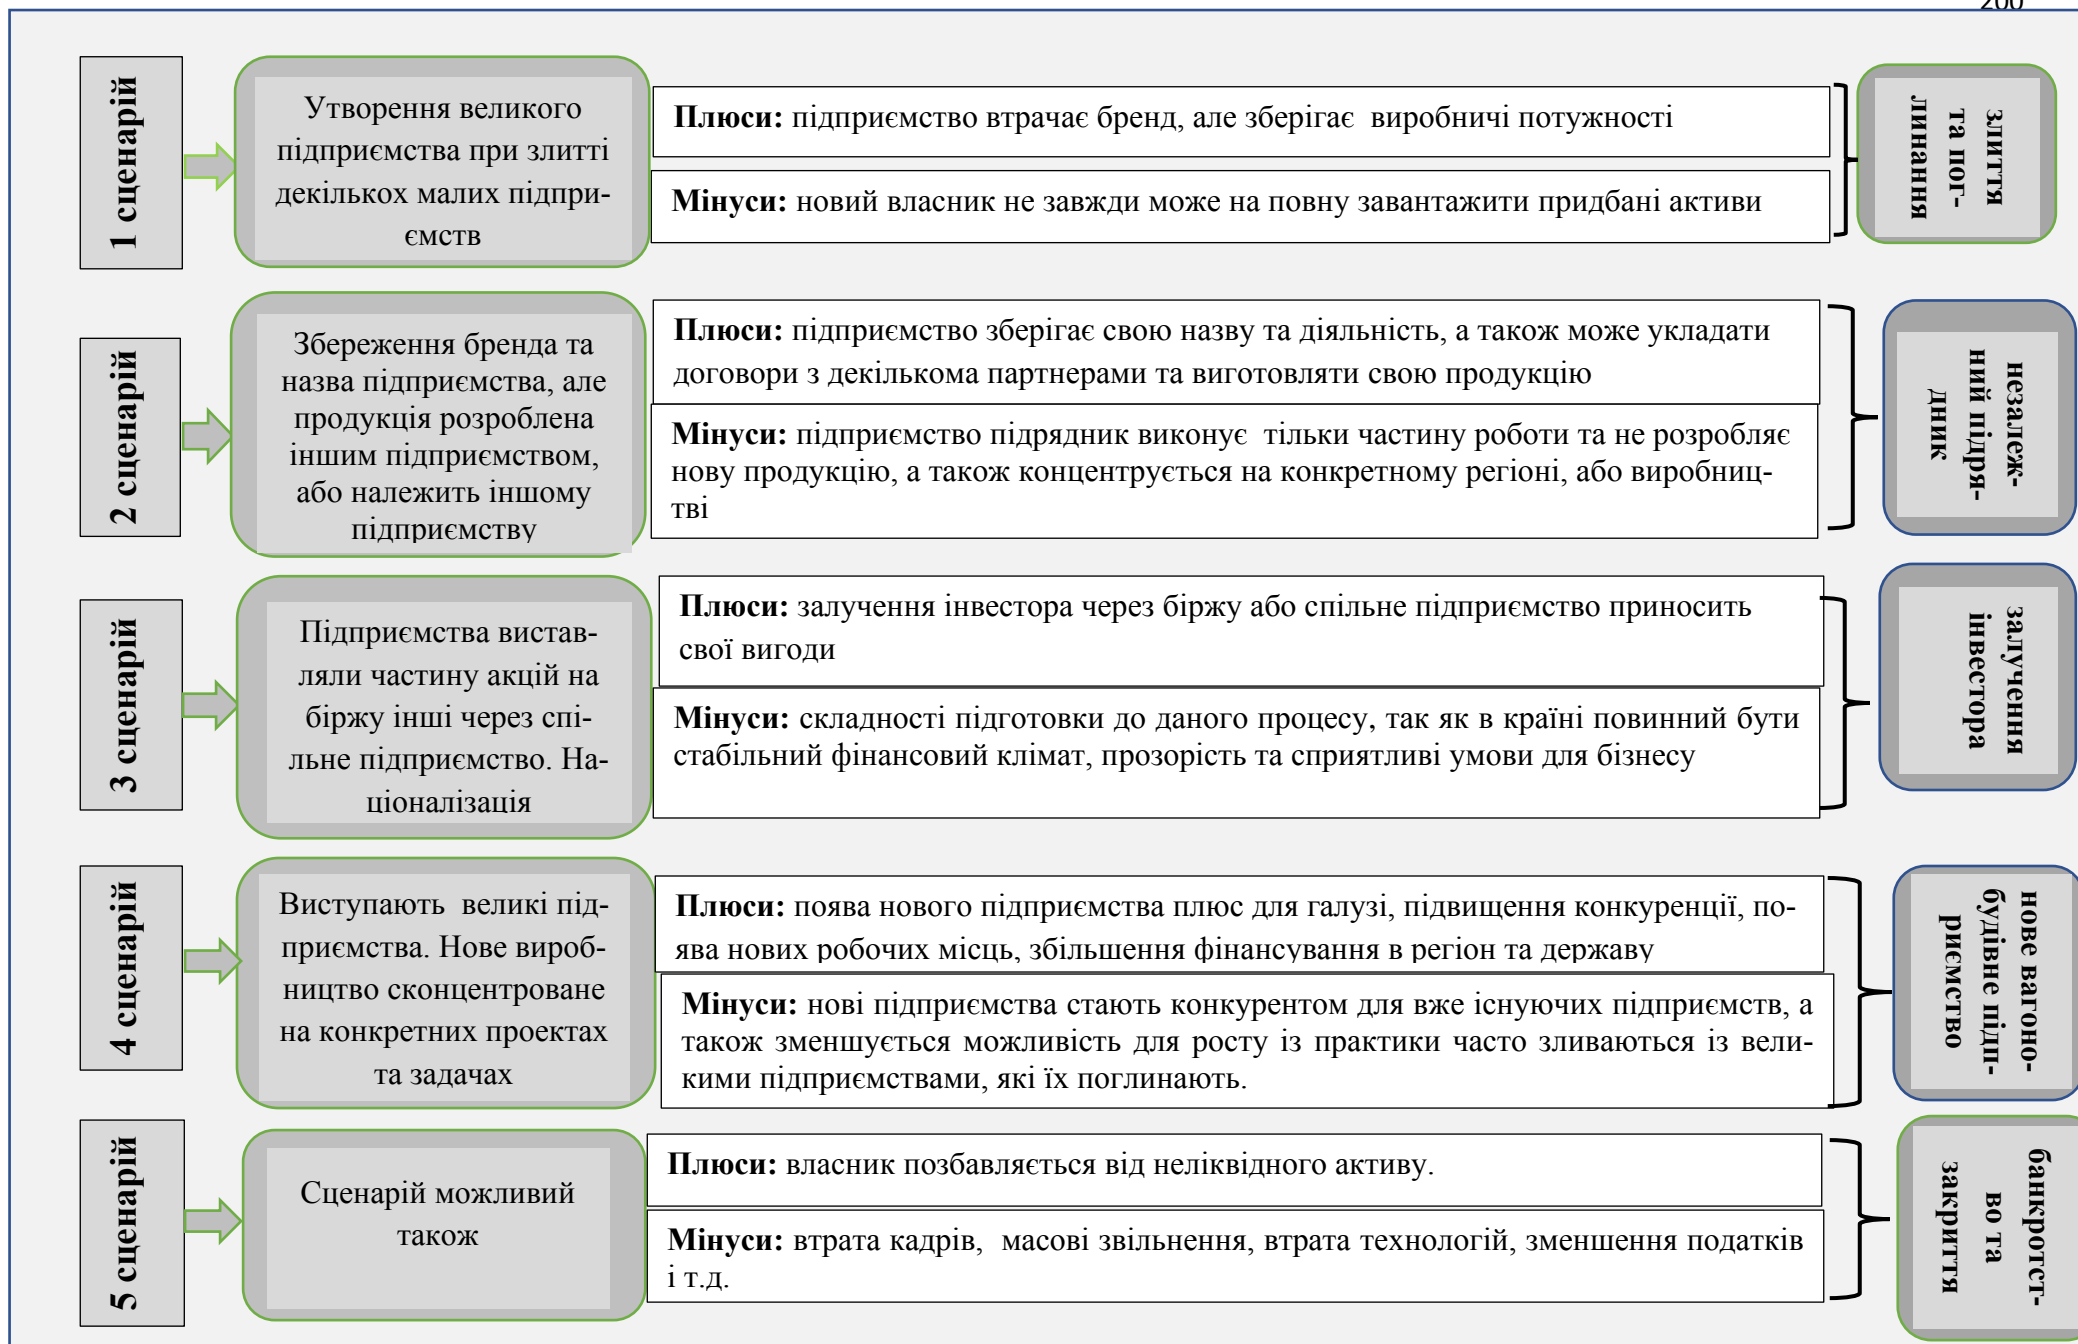 200
1 сценарій
Утворення великого
підприємства при злитті
декількох малих підпри-
ємств
Плюси: підприємство втрачає бренд, але зберігає виробничі потужності
Мінуси: новий власник не завжди може на повну завантажити придбані активи
злиття
та пог-
линання
2 сценарій
Збереження бренда та
назва підприємства, але
продукція розроблена
іншим підприємством,
або належить іншому
підприємству
Плюси: підприємство зберігає свою назву та діяльність, а також може укладати
договори з декількома партнерами та виготовляти свою продукцію
Мінуси: підприємство підрядник виконує тільки частину роботи та не розробляє
нову продукцію, а також концентрується на конкретному регіоні, або виробниц-
тві
незалеж-
ний підря-
дник
3 сценарій
Підприємства вистав-
ляли частину акцій на
біржу інші через спі-
льне підприємство. На-
ціоналізація
Плюси: залучення інвестора через біржу або спільне підприємство приносить
свої вигоди
Мінуси: складності підготовки до даного процесу, так як в країні повинний бути
стабільний фінансовий клімат, прозорість та сприятливі умови для бізнесу
залучення
інвестора
4 сценарій
Виступають великі під-
приємства. Нове вироб-
ництво сконцентроване
на конкретних проектах
та задачах
Плюси: поява нового підприємства плюс для галузі, підвищення конкуренції, по-
ява нових робочих місць, збільшення фінансування в регіон та державу
Мінуси: нові підприємства стають конкурентом для вже існуючих підприємств, а
також зменшується можливість для росту із практики часто зливаються із вели-
кими підприємствами, які їх поглинають.
нове вагоно-
будівне підп-
риємство
5 сценарій
Сценарій можливий
також
Плюси: власник позбавляється від неліквідного активу.
Мінуси: втрата кадрів, масові звільнення, втрата технологій, зменшення податків
і т.д.
банкротст-
во та
закриття